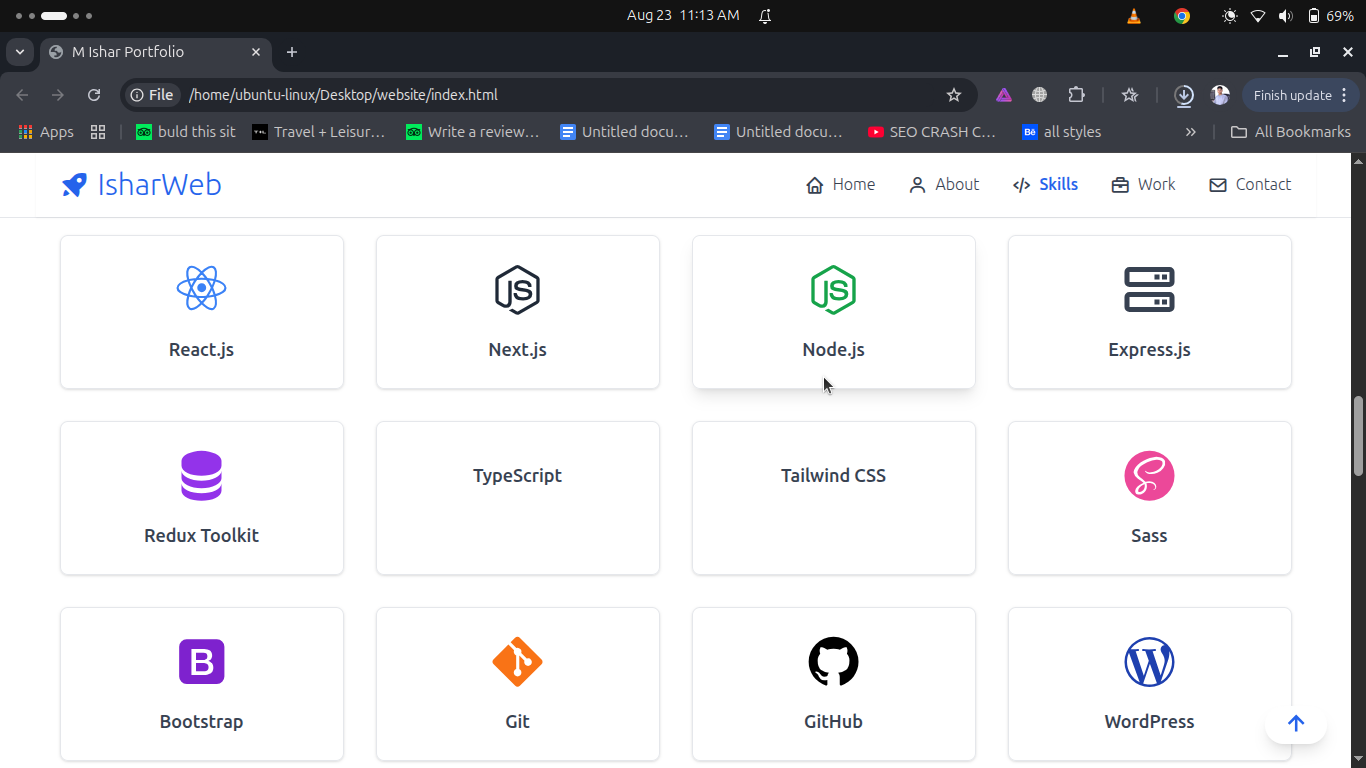 Aug 23 11:13 AM
69%
M Ishar Portfolio
File /home/ubuntu-linux/Desktop/website/index.html
Finish update
Apps
buld this sit
Travel + Leisur…
Write a review…
Untitled docu…
Untitled docu…
SEO CRASH C…
Bē all styles
All Bookmarks
IsharWeb
Home
About
Skills
Work
Contact
JS
JS
React.js
Next.js
Node.js
Express.js
TypeScript
Tailwind CSS
Redux Toolkit
Sass
B
W
Bootstrap
Git
GitHub
WordPress